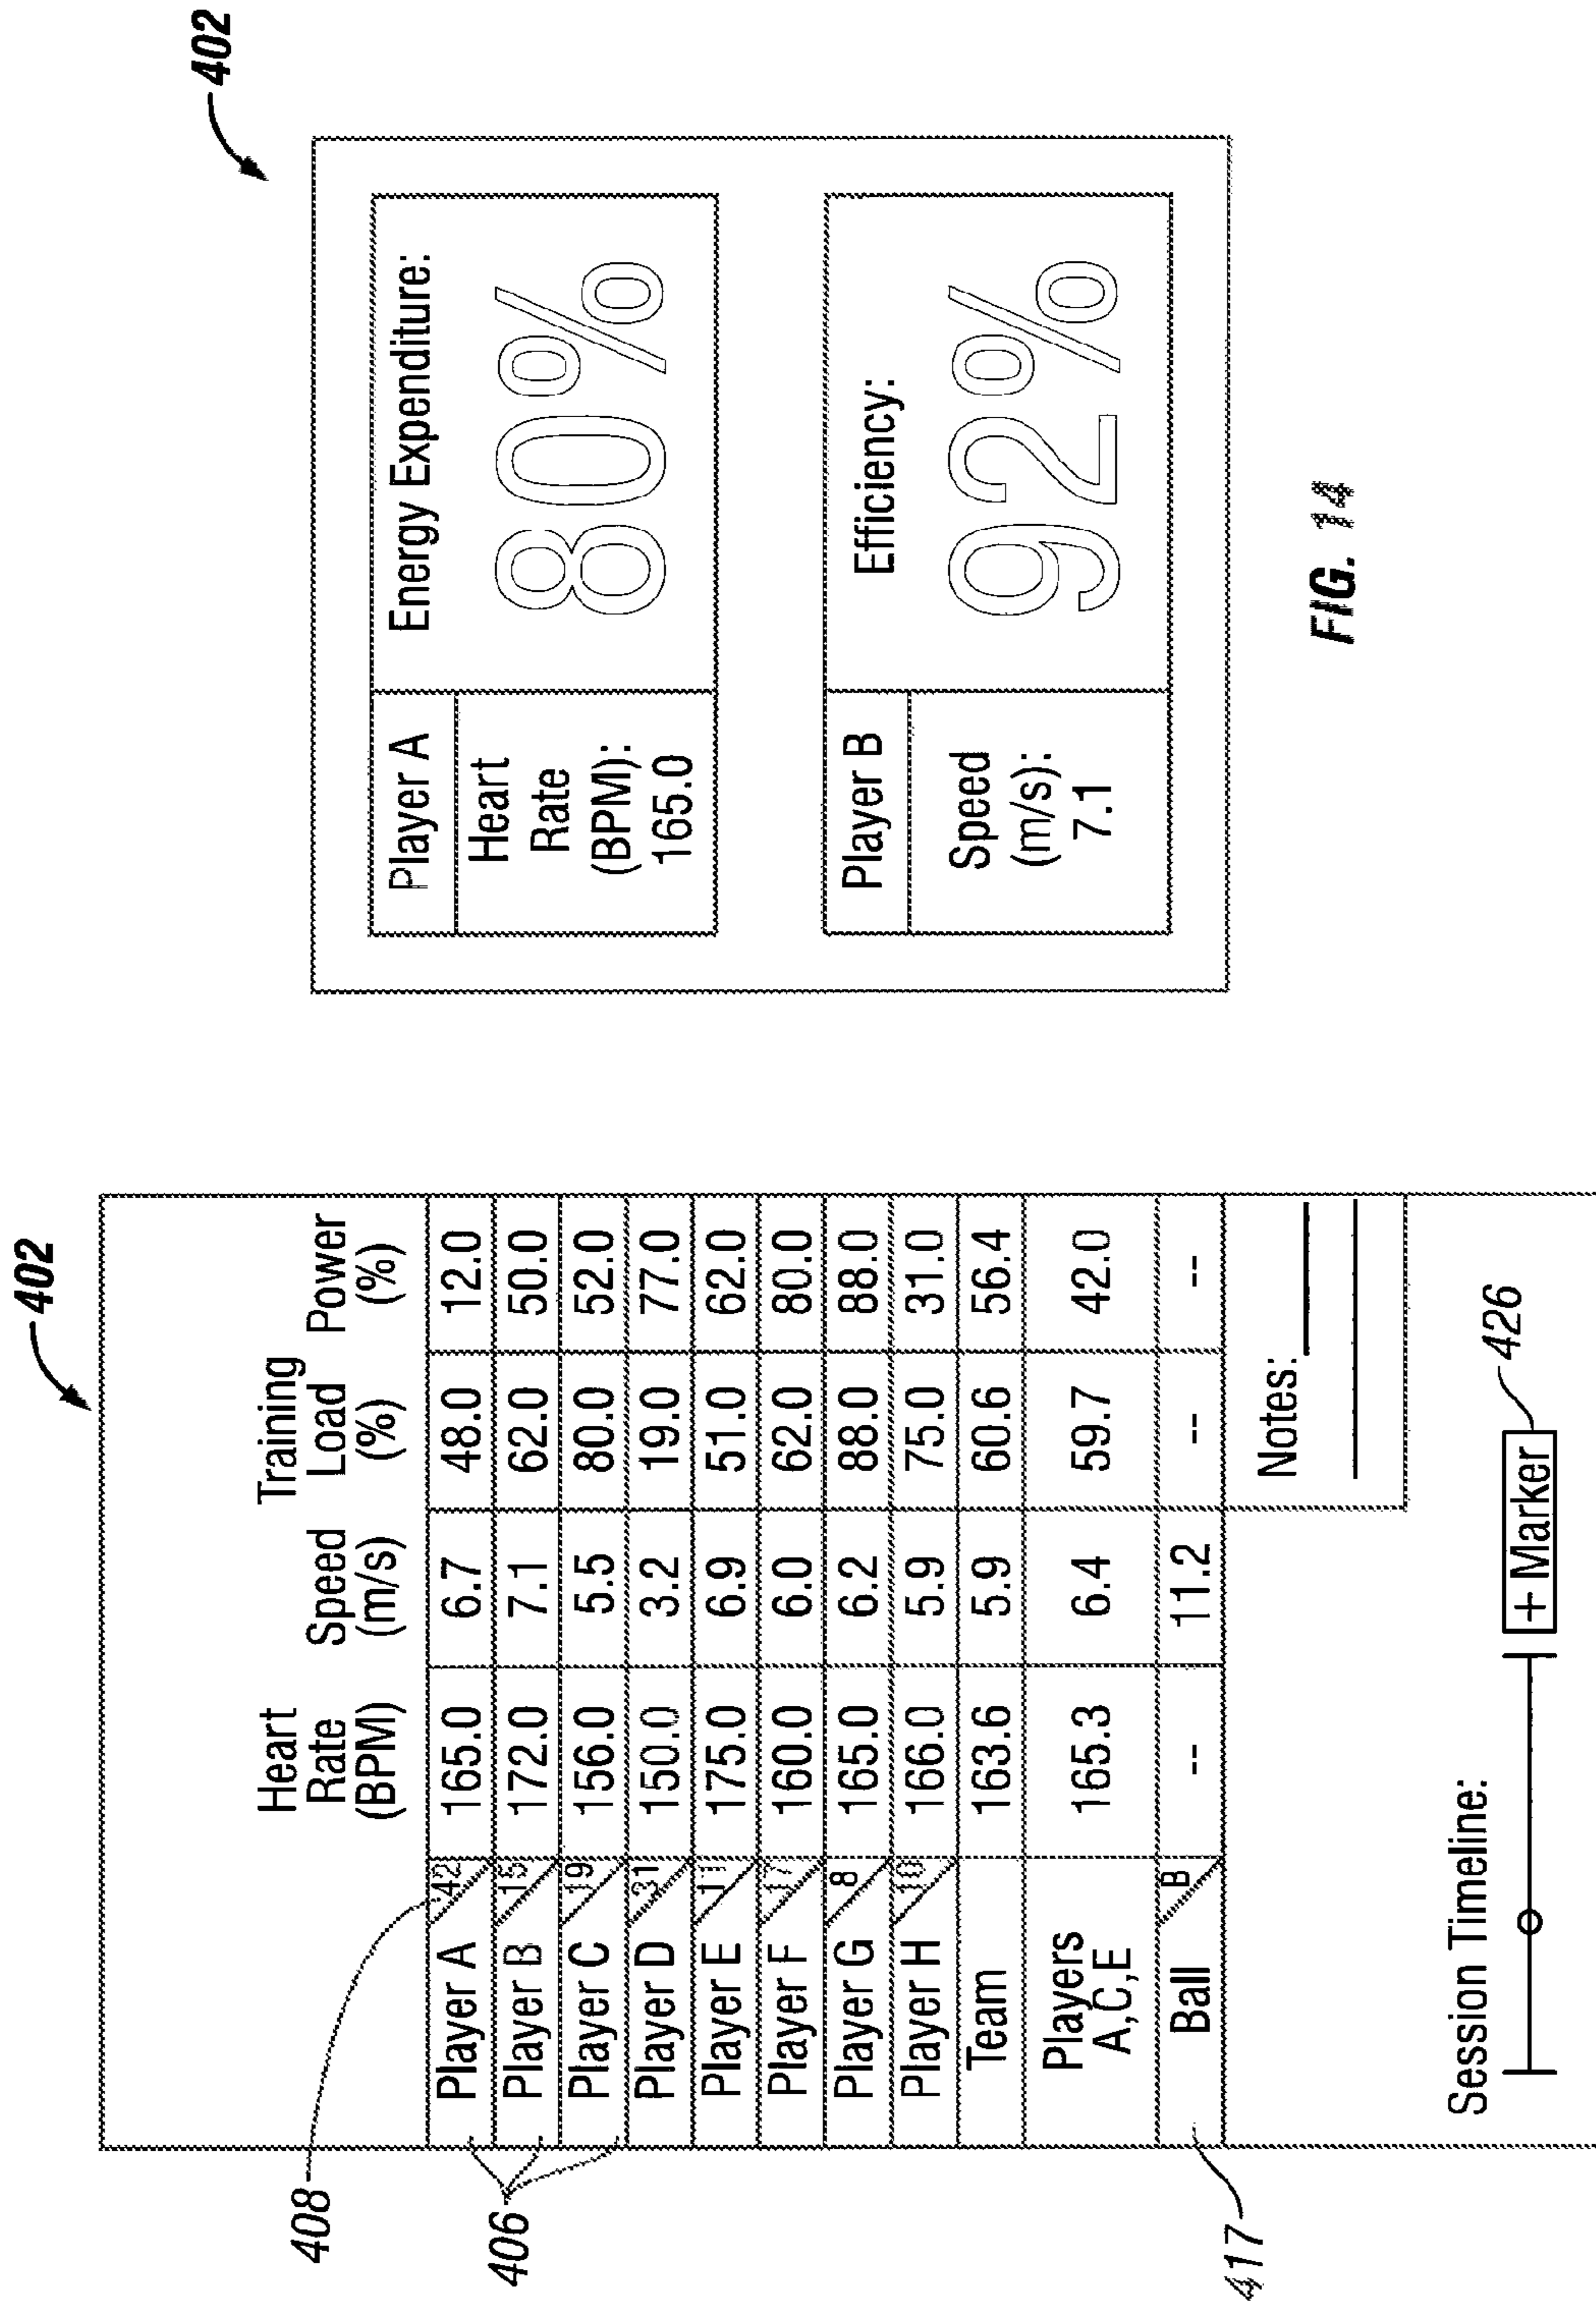 402
Heart Rate (BPM) Speed (m/s) Training Load (%) Power (%)
408
406
Player A 42 165.0 6.7 48.0 12.0
Player B 15 172.0 7.1 62.0 50.0
Player C 19 156.0 5.5 80.0 52.0
Player D 31 150.0 3.2 19.0 77.0
Player E 11 175.0 6.9 51.0 62.0
Player F 17 160.0 6.0 62.0 80.0
Player G 8 165.0 6.2 88.0 88.0
Player H 10 166.0 5.9 75.0 31.0
Team 163.6 5.9 60.6 56.4
Players A,C,E 165.3 6.4 59.7 42.0
417
Ball B -- 11.2 -- --
Notes:
Session Timeline:
+ Marker
426
402
Player A
Heart
Rate
(BPM):
165.0
Energy Expenditure:
80%
Player B
Speed
(m/s):
7.1
Efficiency:
92%
FIG. 14